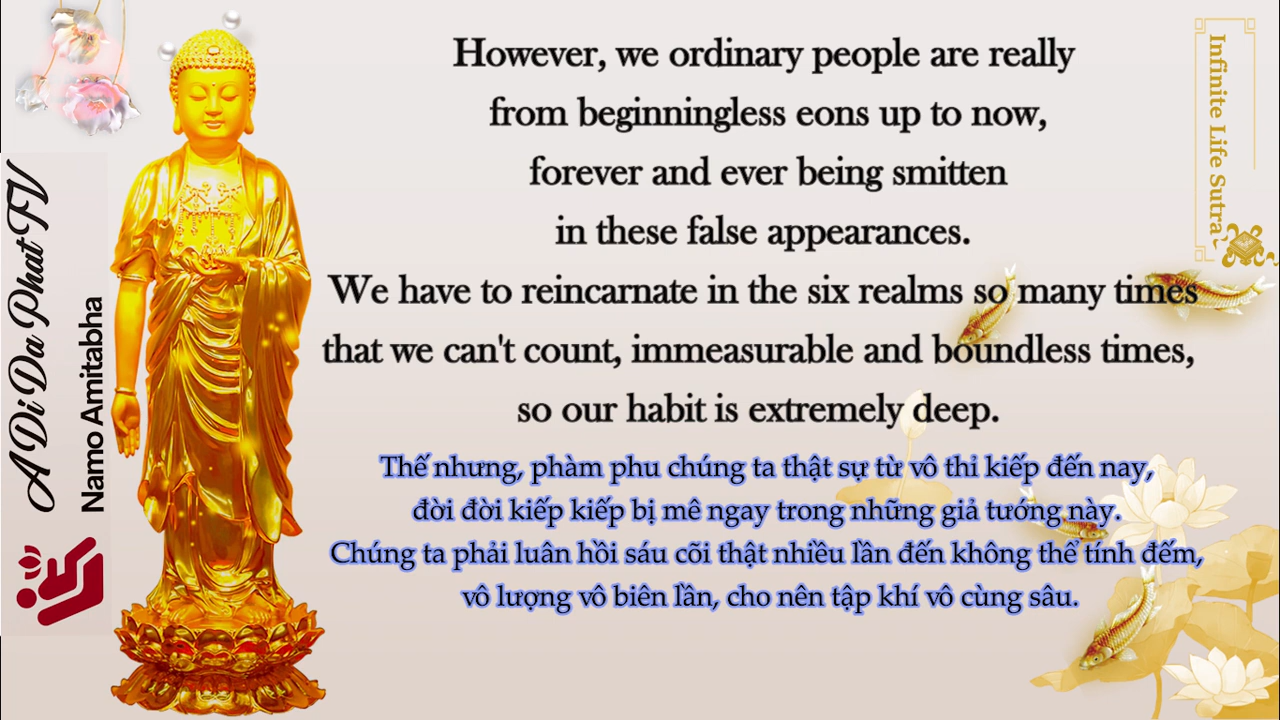 However, we ordinary people are really
from beginningless eons up to now,
forever and ever being smitten
in these false appearances.
We have to reincarnate in the six realms so many times
that we can't count, immeasurable and boundless times,
so our habit is extremely deep.
Thế nhưng, phàm phu chúng ta thật sự từ vô thỉ kiếp đến nay,
đời đời kiếp kiếp bị mê ngay trong những giả tướng này.
Chúng ta phải luân hồi sáu cõi thật nhiều lần đến không thể tính đếm,
vô lượng vô biên lần, cho nên tập khí vô cùng sâu.
A Di Da Phat TV
Namo Amitabha
Infinite Life Sutra